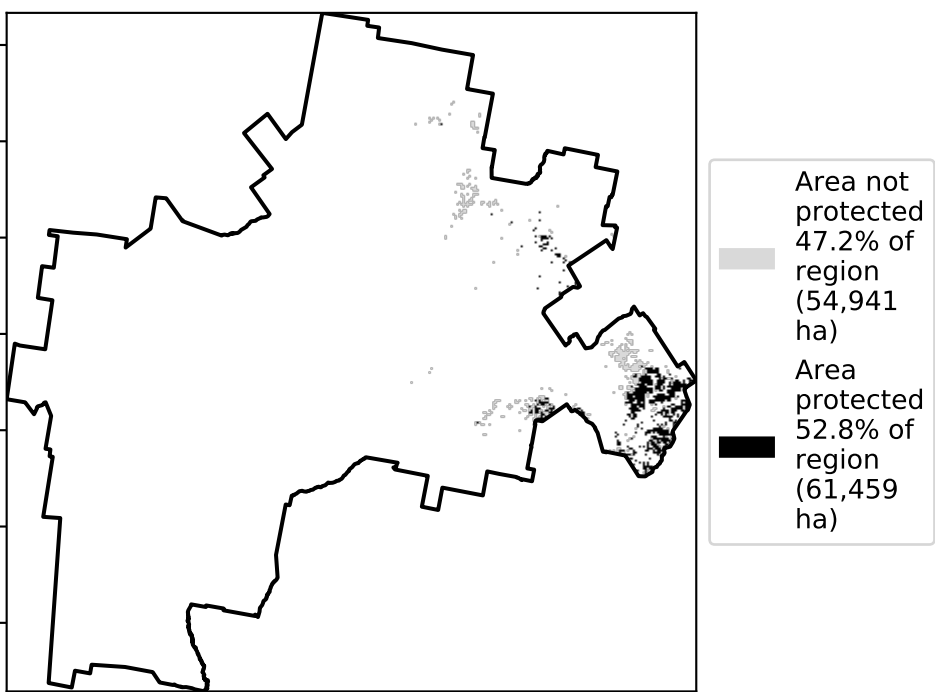 Area not
protected
47.2% of
region
(54,941
ha)
Area
protected
52.8% of
region
(61,459
ha)